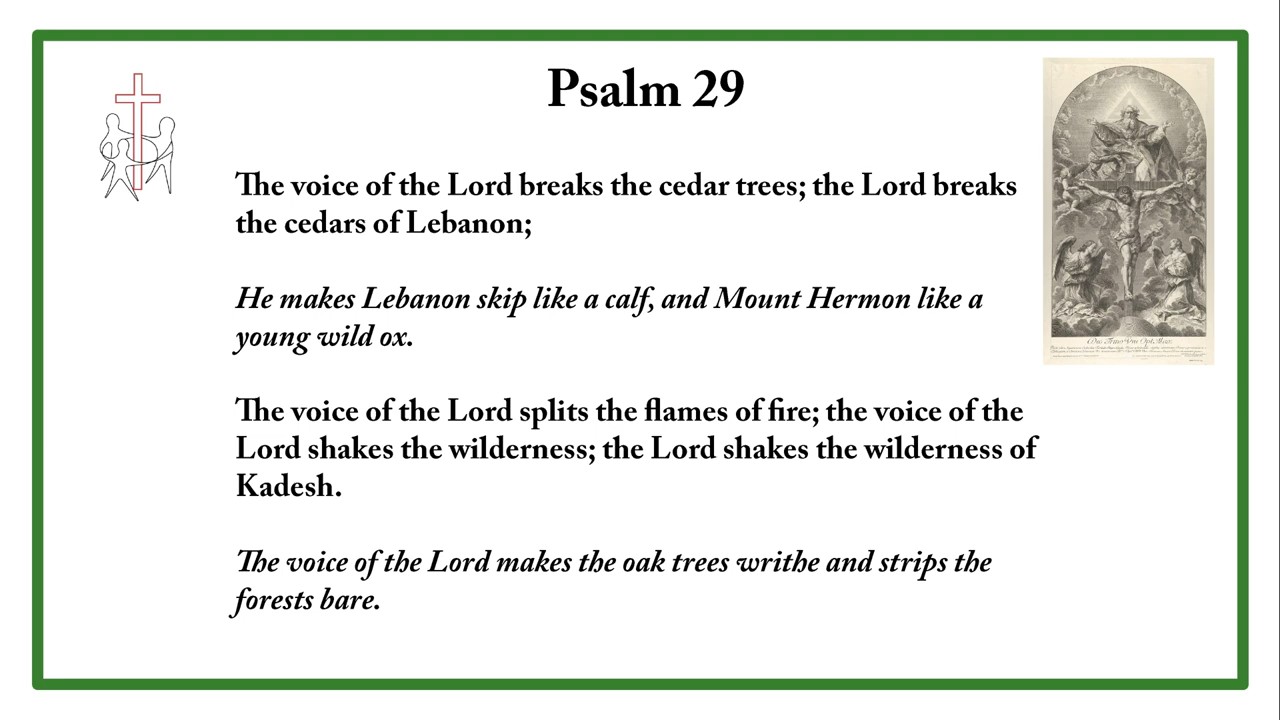 Psalm 29
The voice of the Lord breaks the cedar trees; the Lord breaks
the cedars of Lebanon;
He makes Lebanon skip like a calf, and Mount Hermon like a
young wild ox.
The voice of the Lord splits the flames of fire; the voice of the
Lord shakes the wilderness; the Lord shakes the wilderness of
Kadesh.
The voice of the Lord makes the oak trees writhe and strips the
forests bare.